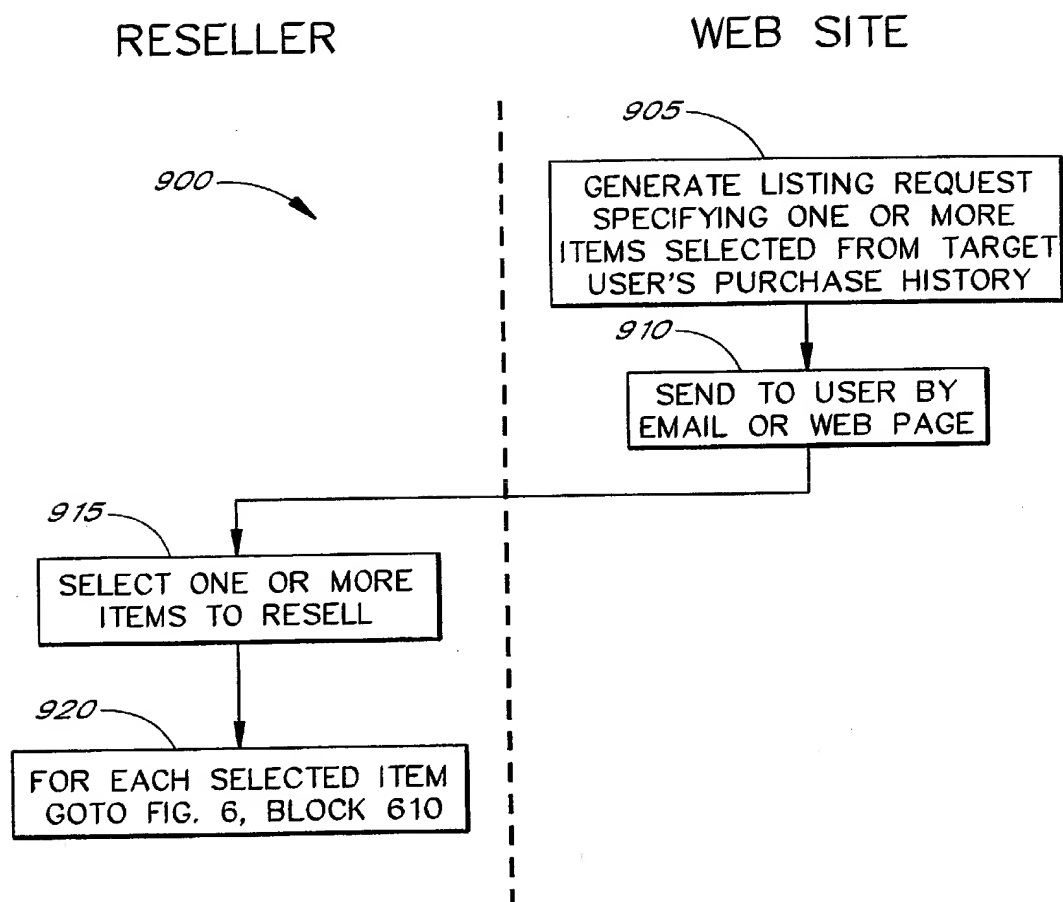 RESELLER
WEB SITE
900
905
GENERATE LISTING REQUEST
SPECIFYING ONE OR MORE
ITEMS SELECTED FROM TARGET
USER'S PURCHASE HISTORY
910
SEND TO USER BY
EMAIL OR WEB PAGE
915
SELECT ONE OR MORE
ITEMS TO RESELL
920
FOR EACH SELECTED ITEM
GOTO FIG. 6, BLOCK 610